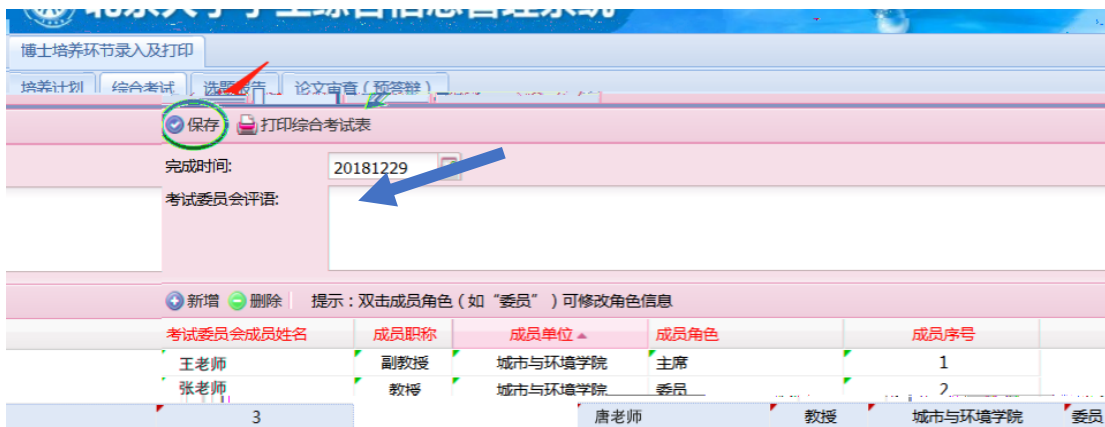 博士培养环节录入及打印
培养计划 综合考试 选题报告 论文审查(预答辩)
保存 打印综合考试表
完成时间: 20181229
考试委员会评语:
新增 删除 提示:双击成员角色(如“委员”)可修改角色信息
考试委员会成员姓名 成员职称 成员单位 成员角色 成员序号
王老师 副教授 城市与环境学院 主席 1
张老师 教授 城市与环境学院 委员 2
3 唐老师 教授 城市与环境学院 委员